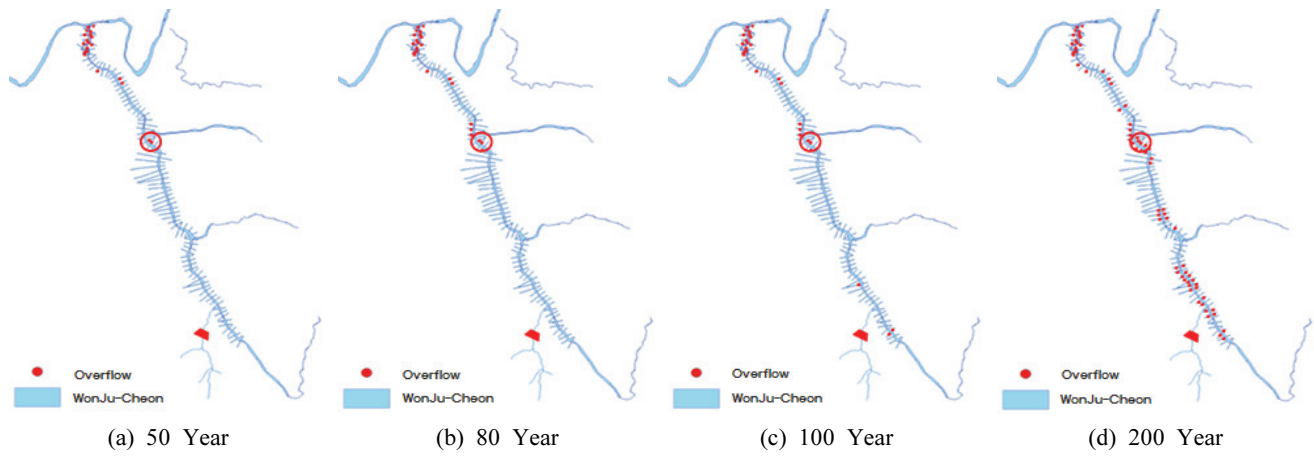 Overflow
WonJu-Cheon
(a) 50 Year
Overflow
WonJu-Cheon
(b) 80 Year
Overflow
WonJu-Cheon
(c) 100 Year
Overflow
WonJu-Cheon
(d) 200 Year